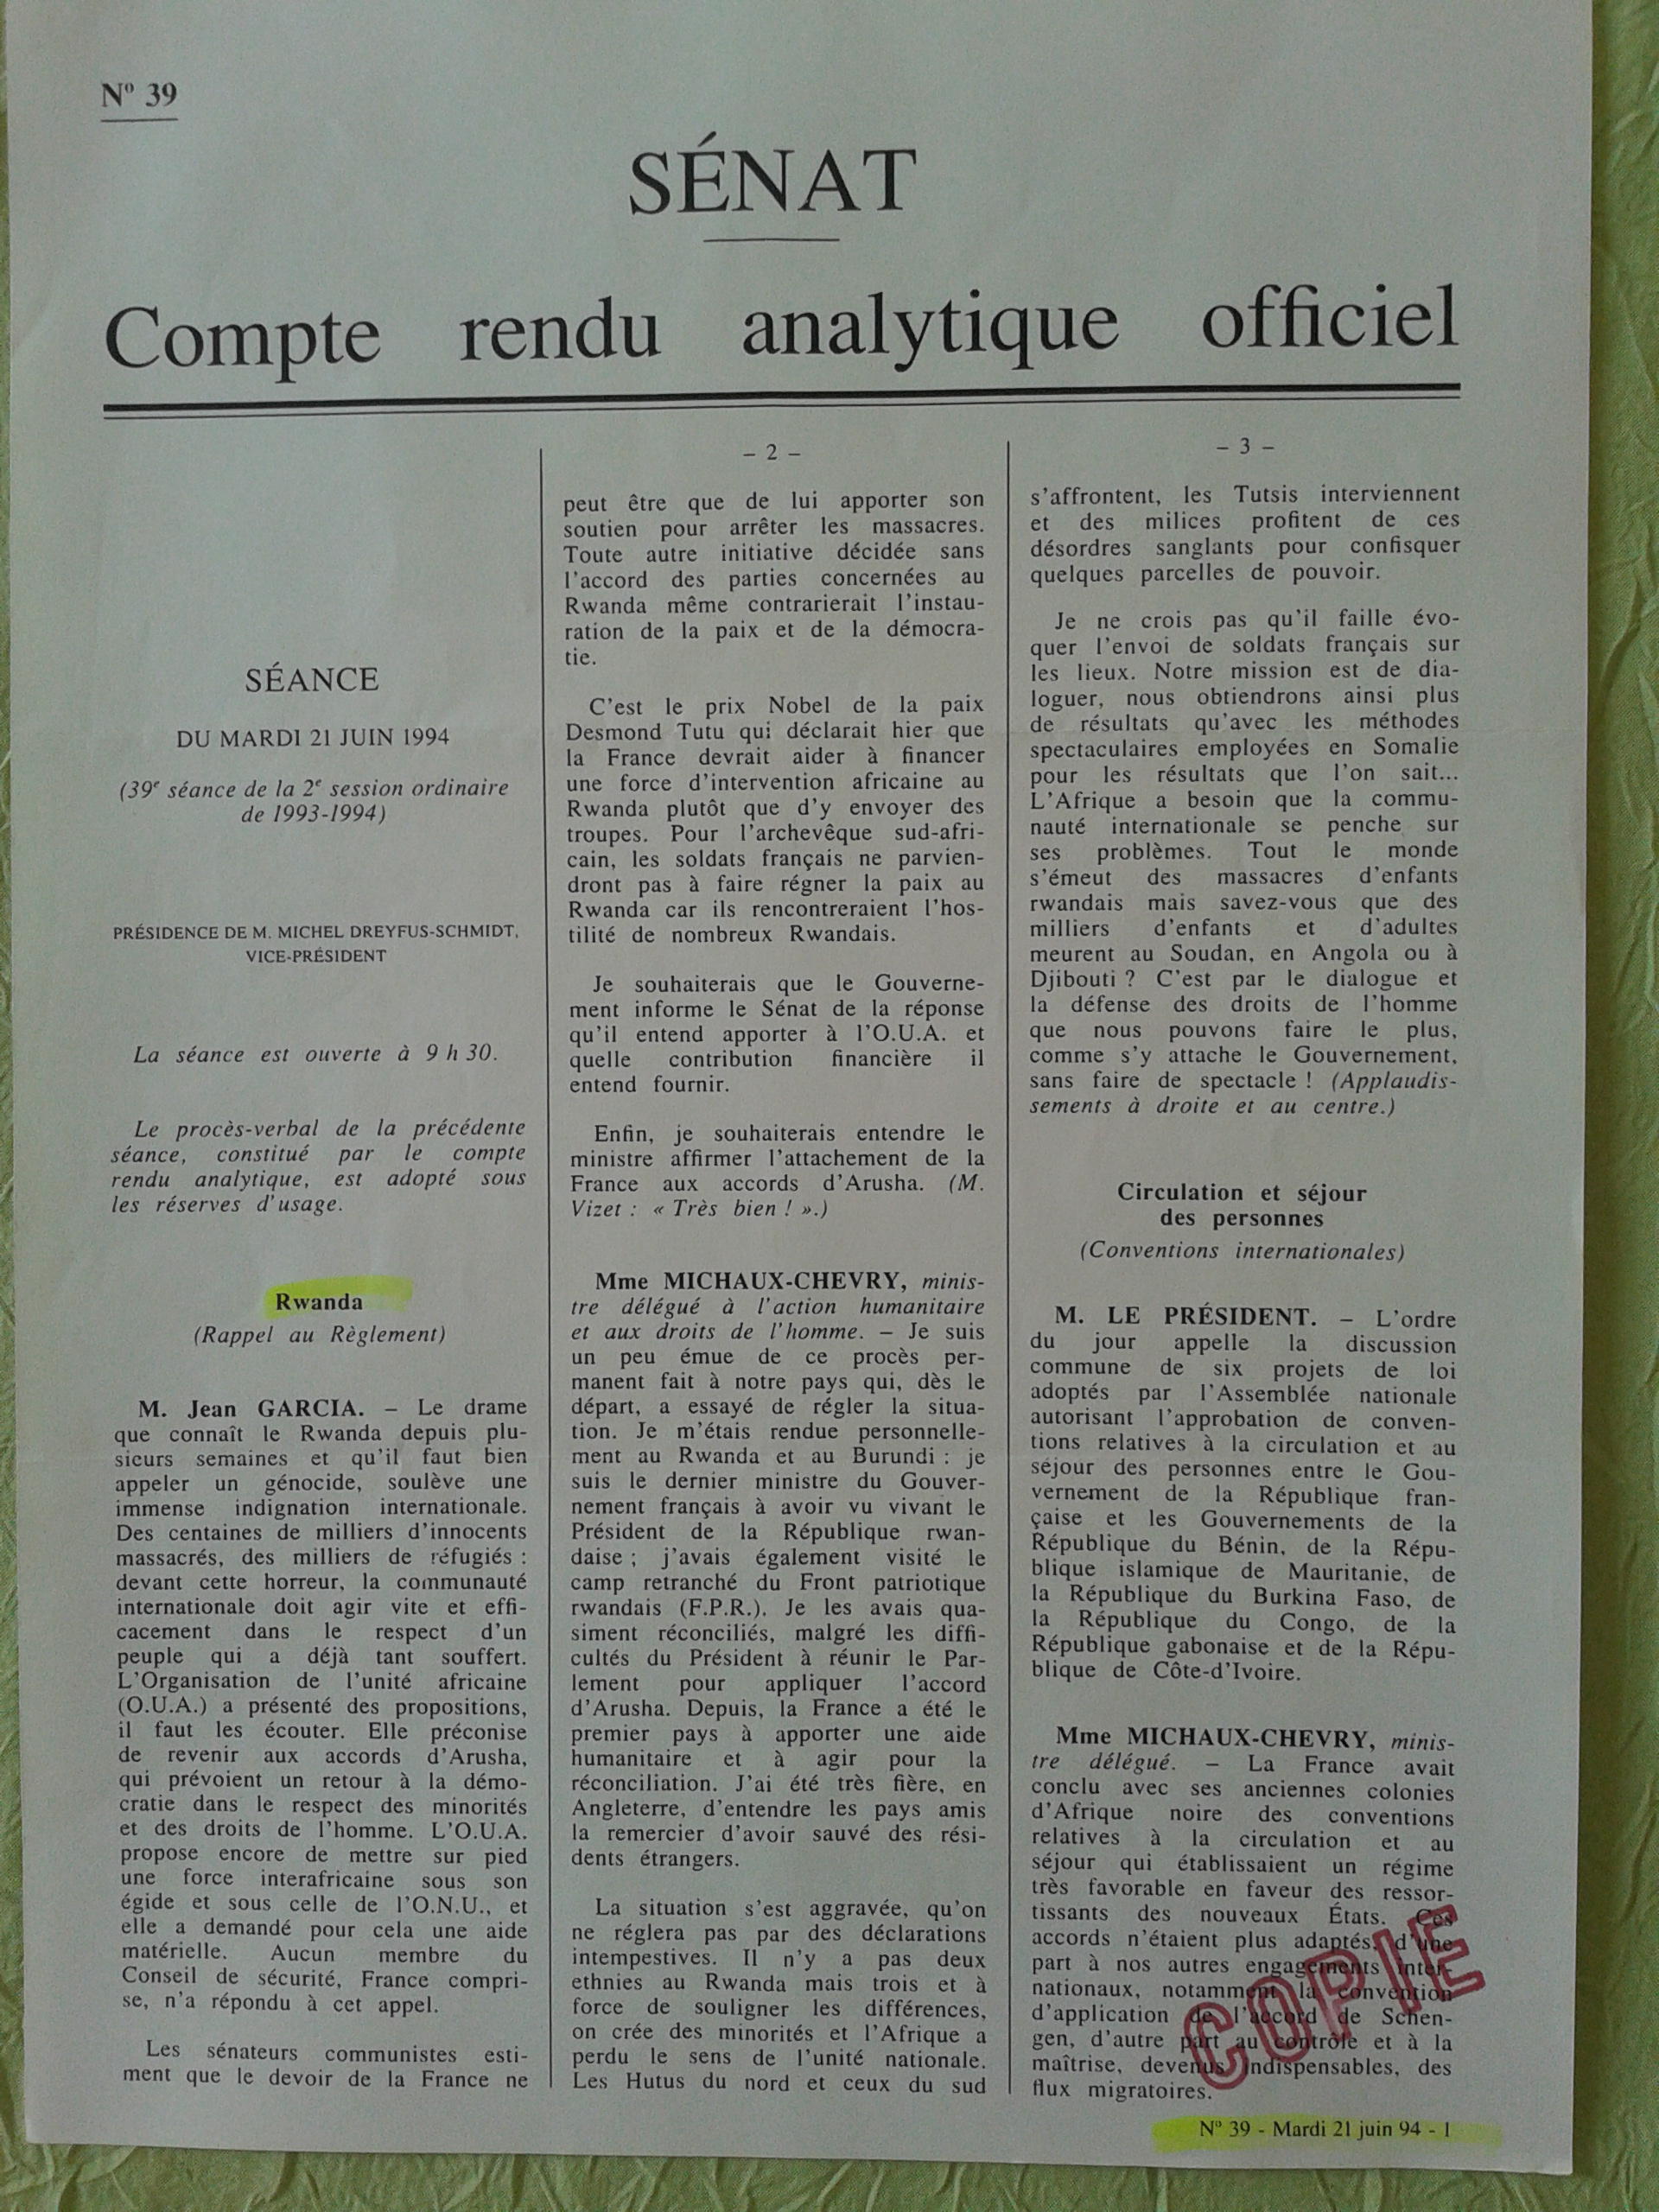 Nº 39
SÉNAT
Compte rendu analytique officiel
SÉANCE
DU MARDI 21 JUIN 1994
(39e séance de la 2e session ordinaire
de 1993-1994)
PRÉSIDENCE DE M. MICHEL DREYFUS-SCHMIDT,
VICE-PRÉSIDENT
La séance est ouverte à 9 h 30.
Le procès-verbal de la précédente
séance, constitué par le compte
rendu analytique, est adopté sous
les réserves d'usage.
Rwanda
(Rappel au Règlement)
M. Jean GARCIA. – Le drame
que connaît le Rwanda depuis plu-
sieurs semaines et qu'il faut bien
appeler un génocide, soulève une
immense indignation internationale.
Des centaines de milliers d'innocents
massacrés, des milliers de réfugiés :
devant cette horreur, la communauté
internationale doit agir vite et effi-
cacement dans le respect d'un
peuple qui a déjà tant souffert.
L'Organisation de l'unité africaine
(O.U.A.) a présenté des propositions,
il faut les écouter. Elle préconise
de revenir aux accords d'Arusha,
qui prévoient un retour à la démo-
cratie dans le respect des minorités
et des droits de l'homme. L'O.U.A.
propose encore de mettre sur pied
une force interafricaine sous son
égide et sous celle de l'O.N.U., et
elle a demandé pour cela une aide
matérielle. Aucun membre du
Conseil de sécurité, France compri-
se, n'a répondu à cet appel.
Les sénateurs communistes esti-
ment que le devoir de la France ne
– 2 –
peut être que de lui apporter son
soutien pour arrêter les massacres.
Toute autre initiative décidée sans
l'accord des parties concernées au
Rwanda même contrarierait l'instau-
ration de la paix et de la démocra-
tie.
C'est le prix Nobel de la paix
Desmond Tutu qui déclarait hier que
la France devrait aider à financer
une force d'intervention africaine au
Rwanda plutôt que d'y envoyer des
troupes. Pour l'archevêque sud-afri-
cain, les soldats français ne parvien-
dront pas à faire régner la paix au
Rwanda car ils rencontreraient l'hos-
tilité de nombreux Rwandais.
Je souhaiterais que le Gouverne-
ment informe le Sénat de la réponse
qu'il entend apporter à l'O.U.A. et
quelle contribution financière il
entend fournir.
Enfin, je souhaiterais entendre le
ministre affirmer l'attachement de la
France aux accords d'Arusha. (M.
Vizet : « Très bien ! ».)
Mme MICHAUX-CHEVRY, minis-
tre délégué à l'action humanitaire
et aux droits de l'homme. – Je suis
un peu émue de ce procès per-
manent fait à notre pays qui, dès le
départ, a essayé de régler la situa-
tion. Je m'étais rendue personnelle-
ment au Rwanda et au Burundi : je
suis le dernier ministre du Gouver-
nement français à avoir vu vivant le
Président de la République rwan-
daise ; j'avais également visité le
camp retranché du Front patriotique
rwandais (F.P.R.). Je les avais qua-
siment réconciliés, malgré les diffi-
cultés du Président à réunir le Par-
lement pour appliquer l'accord
d'Arusha. Depuis, la France a été le
premier pays à apporter une aide
humanitaire et à agir pour la
réconciliation. J'ai été très fière, en
Angleterre, d'entendre les pays amis
la remercier d'avoir sauvé des rési-
dents étrangers.
La situation s'est aggravée, qu'on
ne réglera pas par des déclarations
intempestives. Il n'y a pas deux
ethnies au Rwanda mais trois et à
force de souligner les différences,
on crée des minorités et l'Afrique a
perdu le sens de l'unité nationale.
Les Hutus du nord et ceux du sud
– 3 –
s'affrontent, les Tutsis interviennent
et des milices profitent de ces
désordres sanglants pour confisquer
quelques parcelles de pouvoir.
Je ne crois pas qu'il faille évo-
quer l'envoi de soldats français sur
les lieux. Notre mission est de dia-
loguer, nous obtiendrons ainsi plus
de résultats qu'avec les méthodes
spectaculaires employées en Somalie
pour les résultats que l'on sait...
L'Afrique a besoin que la commu-
nauté internationale se penche sur
ses problèmes. Tout le monde
s'émeut des massacres d'enfants
rwandais mais savez-vous que des
milliers d'enfants et d'adultes
meurent au Soudan, en Angola ou à
Djibouti ? C'est par le dialogue et
la défense des droits de l'homme
que nous pouvons faire le plus,
comme s'y attache le Gouvernement,
sans faire de spectacle ! (Applaudis-
sements à droite et au centre.)
Circulation et séjour
des personnes
(Conventions internationales)
M. LE PRÉSIDENT. – L'ordre
du jour appelle la discussion
commune de six projets de loi
adoptés par l'Assemblée nationale
autorisant l'approbation de conven-
tions relatives à la circulation et au
séjour des personnes entre le Gou-
vernement de la République fran-
çaise et les Gouvernements de la
République du Bénin, de la Répu-
blique islamique de Mauritanie, de
la République du Burkina Faso, de
la République du Congo, de la
République gabonaise et de la Répu-
blique de Côte-d'Ivoire.
Mme MICHAUX-CHEVRY, minis-
tre délégué. – La France avait
conclu avec ses anciennes colonies
d'Afrique noire des conventions
relatives à la circulation et au
séjour qui établissaient un régime
très favorable en faveur des ressor-
tissants des nouveaux États. Ces
accords n'étaient plus adaptés, d'une
part à nos autres engagements inter-
nationaux, notamment la convention
d'application de l'accord de Schen-
gen, d'autre part au contrôle et à la
maîtrise, devenus indispensables, des
flux migratoires.
COPIE
Nº 39 - Mardi 21 juin 94 - 1